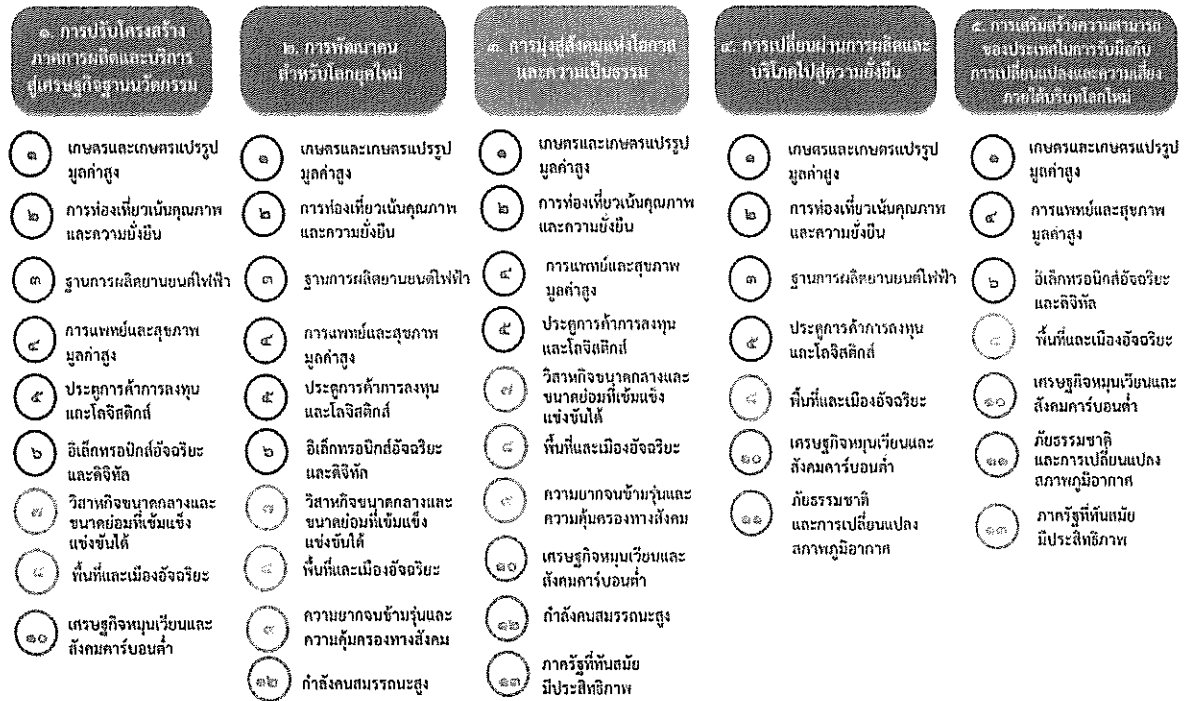 ๑. การปรับโครงสร้าง
ภาคการผลิตและบริการ
สู่เศรษฐกิจฐานนวัตกรรม
๑
เกษตรและเกษตรแปรรูป
มูลค่าสูง
๒
การท่องเที่ยวเน้นคุณภาพ
และความยั่งยืน
๓
ฐานการผลิตยานยนต์ไฟฟ้า
๔
การแพทย์และสุขภาพ
มูลค่าสูง
๕
ประตูการค้าการลงทุน
และโลจิสติกส์
๖
อิเล็กทรอนิกส์อัจฉริยะ
และดิจิทัล
๗
วิสาหกิจขนาดกลางและ
ขนาดย่อมที่เข้มแข็ง
แข่งขันได้
๘
พื้นที่และเมืองอัจฉริยะ
๑๐
เศรษฐกิจหมุนเวียนและ
สังคมคาร์บอนต่ำ
๒. การพัฒนาคน
สำหรับโลกยุคใหม่
๑
เกษตรและเกษตรแปรรูป
มูลค่าสูง
๒
การท่องเที่ยวเน้นคุณภาพ
และความยั่งยืน
๓
ฐานการผลิตยานยนต์ไฟฟ้า
๔
การแพทย์และสุขภาพ
มูลค่าสูง
๕
ประตูการค้าการลงทุน
และโลจิสติกส์
๖
อิเล็กทรอนิกส์อัจฉริยะ
และดิจิทัล
๗
วิสาหกิจขนาดกลางและ
ขนาดย่อมที่เข้มแข็ง
แข่งขันได้
๘
พื้นที่และเมืองอัจฉริยะ
๙
ความยากจนข้ามรุ่นและ
ความคุ้มครองทางสังคม
๑๒
กำลังคนสมรรถนะสูง
๓. การมุ่งสู่สังคมแห่งโอกาส
และความเป็นธรรม
๑
เกษตรและเกษตรแปรรูป
มูลค่าสูง
๒
การท่องเที่ยวเน้นคุณภาพ
และความยั่งยืน
๔
การแพทย์และสุขภาพ
มูลค่าสูง
๕
ประตูการค้าการลงทุน
และโลจิสติกส์
๗
วิสาหกิจขนาดกลางและ
ขนาดย่อมที่เข้มแข็ง
แข่งขันได้
๘
พื้นที่และเมืองอัจฉริยะ
๙
ความยากจนข้ามรุ่นและ
ความคุ้มครองทางสังคม
๑๐
เศรษฐกิจหมุนเวียนและ
สังคมคาร์บอนต่ำ
๑๒
กำลังคนสมรรถนะสูง
๑๓
ภาครัฐที่ทันสมัย
มีประสิทธิภาพ
๔. การเปลี่ยนผ่านการผลิตและ
บริโภคไปสู่ความยั่งยืน
๑
เกษตรและเกษตรแปรรูป
มูลค่าสูง
๒
การท่องเที่ยวเน้นคุณภาพ
และความยั่งยืน
๓
ฐานการผลิตยานยนต์ไฟฟ้า
๕
ประตูการค้าการลงทุน
และโลจิสติกส์
๘
พื้นที่และเมืองอัจฉริยะ
๑๐
เศรษฐกิจหมุนเวียนและ
สังคมคาร์บอนต่ำ
๑๑
ภัยธรรมชาติ
และการเปลี่ยนแปลง
สภาพภูมิอากาศ
๕. การเสริมสร้างความสามารถ
ของประเทศในการรับมือกับ
การเปลี่ยนแปลงและความเสี่ยง
ภายใต้บริบทโลกใหม่
๑
เกษตรและเกษตรแปรรูป
มูลค่าสูง
๔
การแพทย์และสุขภาพ
มูลค่าสูง
๖
อิเล็กทรอนิกส์อัจฉริยะ
และดิจิทัล
๘
พื้นที่และเมืองอัจฉริยะ
๑๐
เศรษฐกิจหมุนเวียนและ
สังคมคาร์บอนต่ำ
๑๑
ภัยธรรมชาติ
และการเปลี่ยนแปลง
สภาพภูมิอากาศ
๑๓
ภาครัฐที่ทันสมัย
มีประสิทธิภาพ